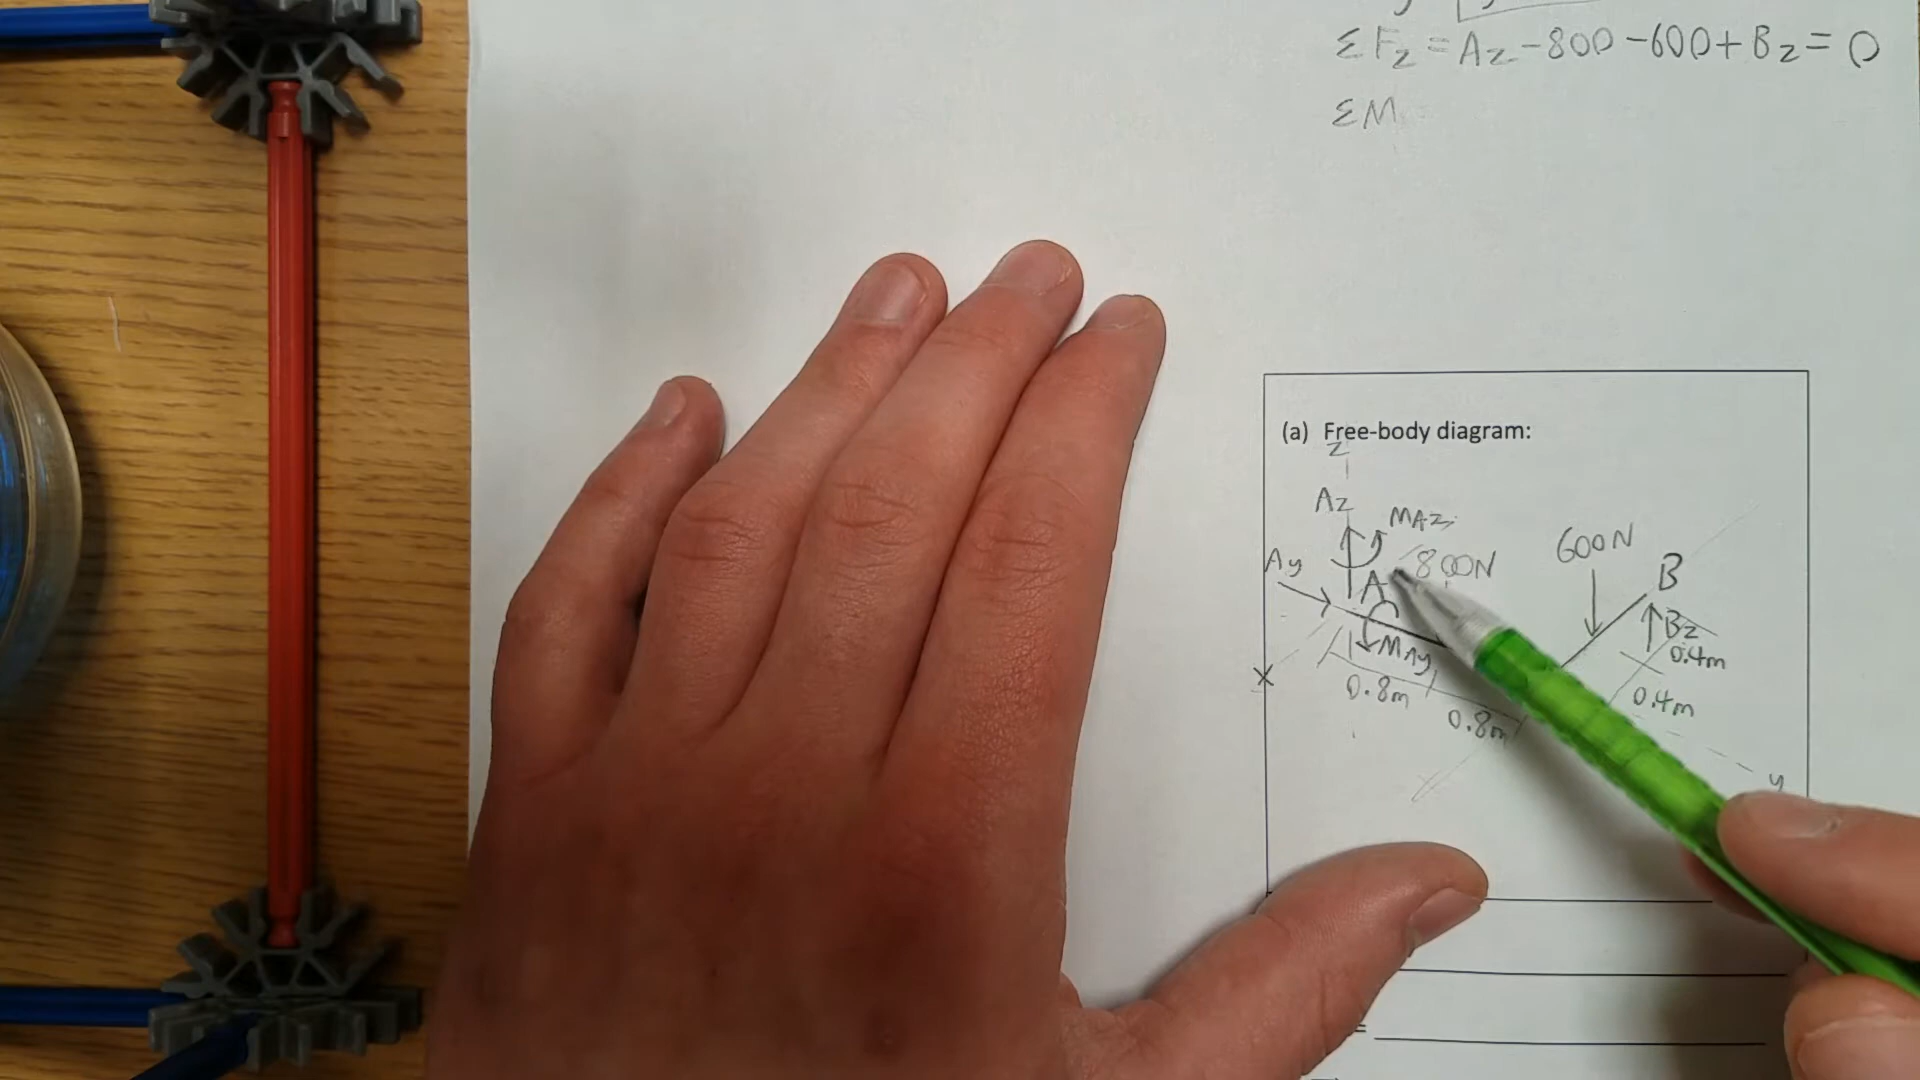 ΣFz = Az - 800 - 600 + Bz = 0
ΣM
(a) Free-body diagram:
z
Az
MAz
Ay
A
800N
600N
B
Bz
MAy
0.4m
x
0.8m
0.4m
0.8m
y
=